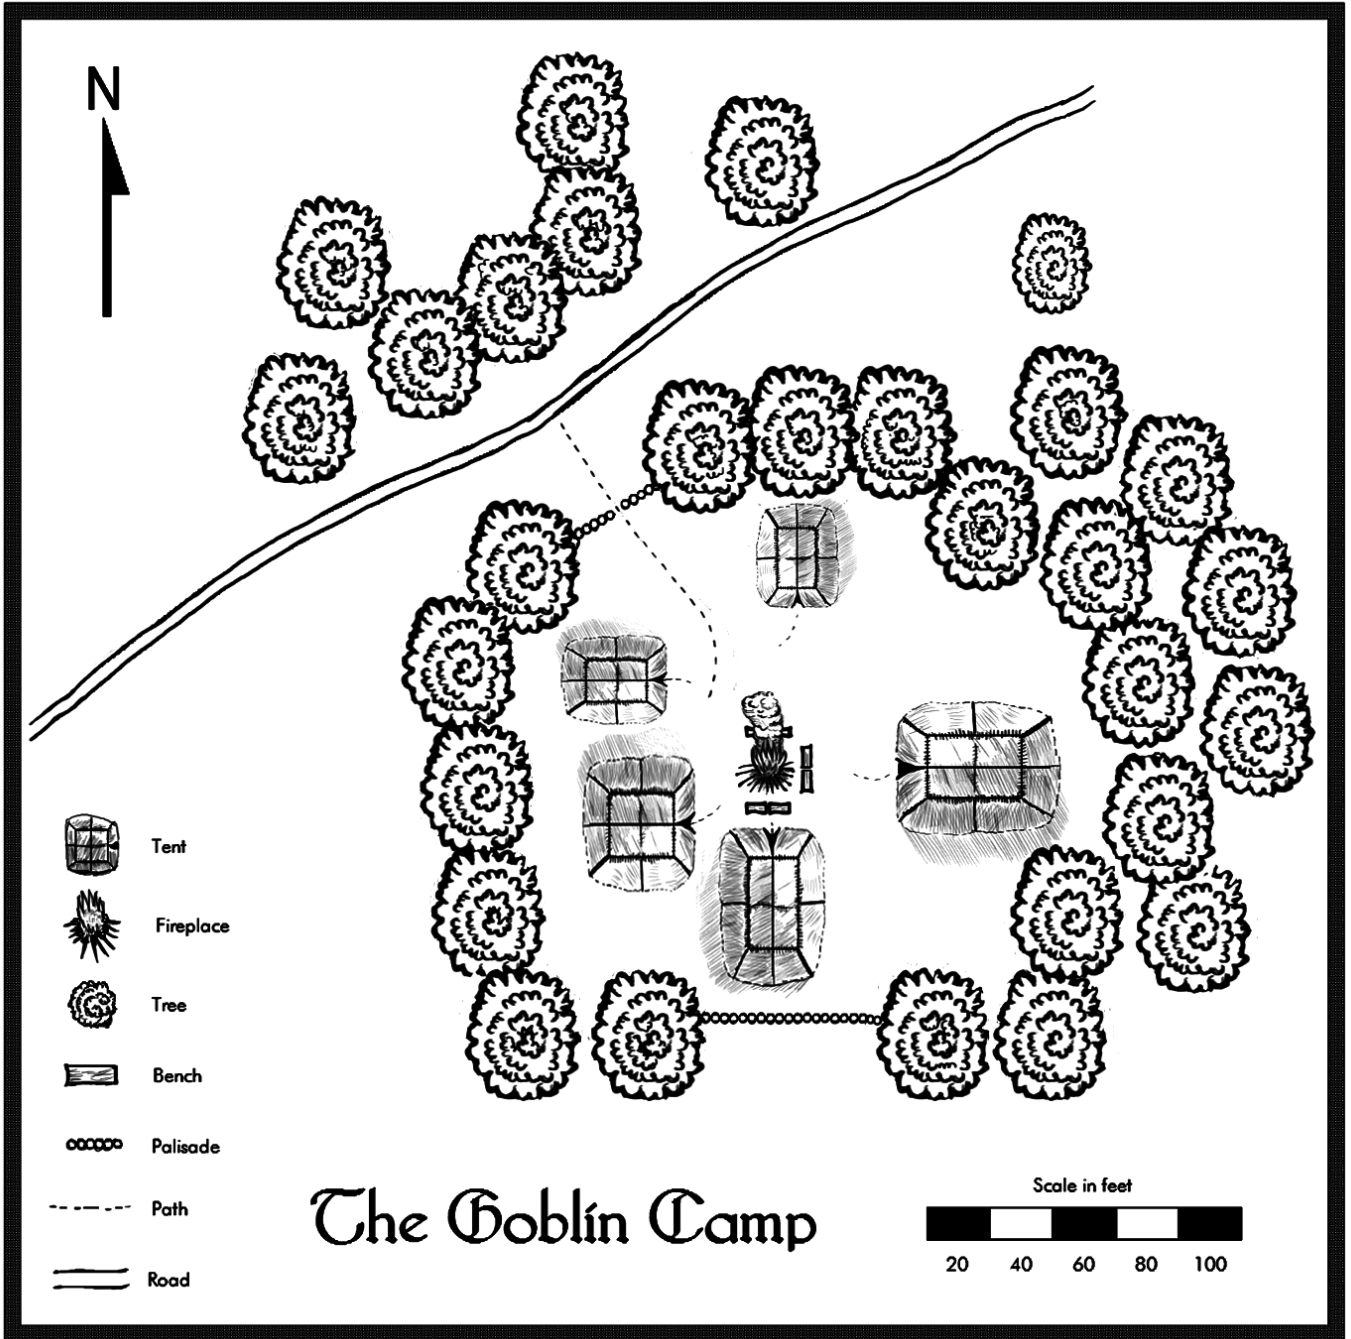 N
Tent
Fireplace
Tree
Bench
Palisade
Path
Road
The Goblin Camp
Scale in feet
20 40 60 80 100